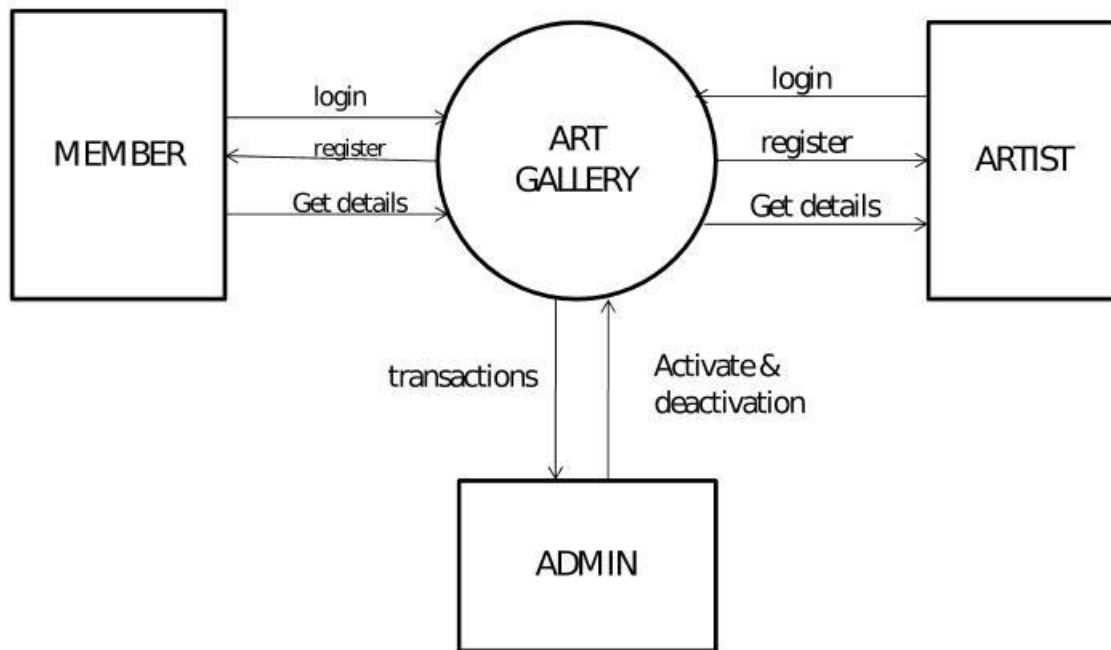 MEMBER
login
register
Get details
ART
GALLERY
login
register
Get details
ARTIST
transactions
Activate &
deactivation
ADMIN